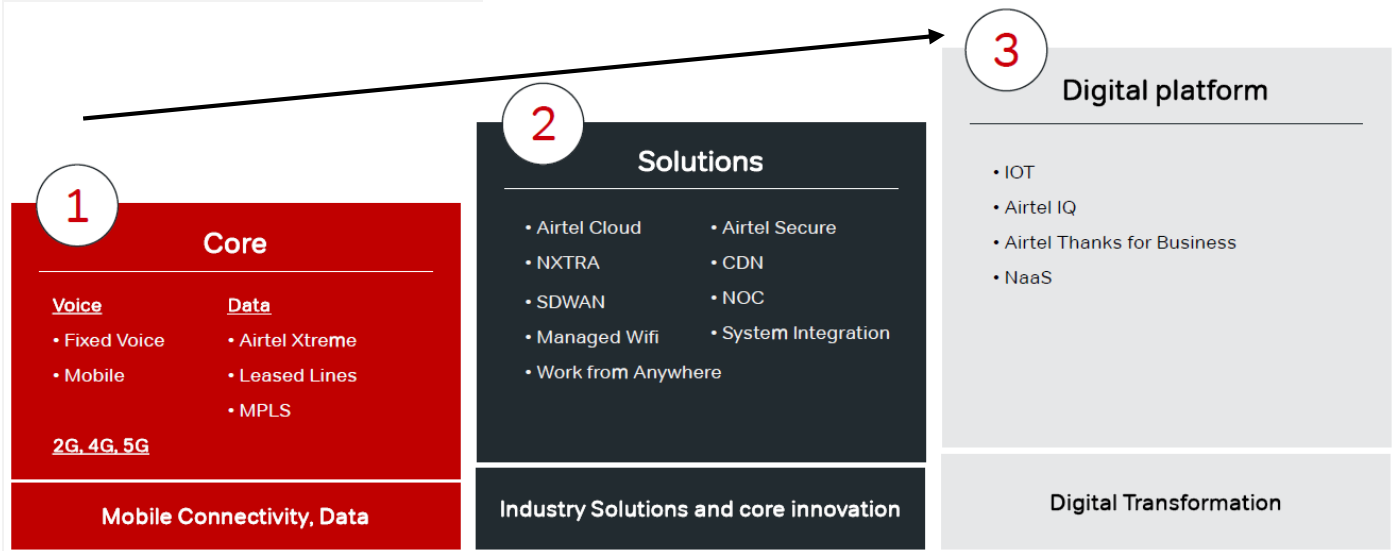 1
Core
Voice
• Fixed Voice
• Mobile
2G, 4G, 5G
Data
• Airtel Xtreme
• Leased Lines
• MPLS
Mobile Connectivity, Data
2
Solutions
• Airtel Cloud
• NXTRA
• SDWAN
• Managed Wifi
• Work from Anywhere
• Airtel Secure
• CDN
• NOC
• System Integration
Industry Solutions and core innovation
3
Digital platform
• IOT
• Airtel IQ
• Airtel Thanks for Business
• NaaS
Digital Transformation